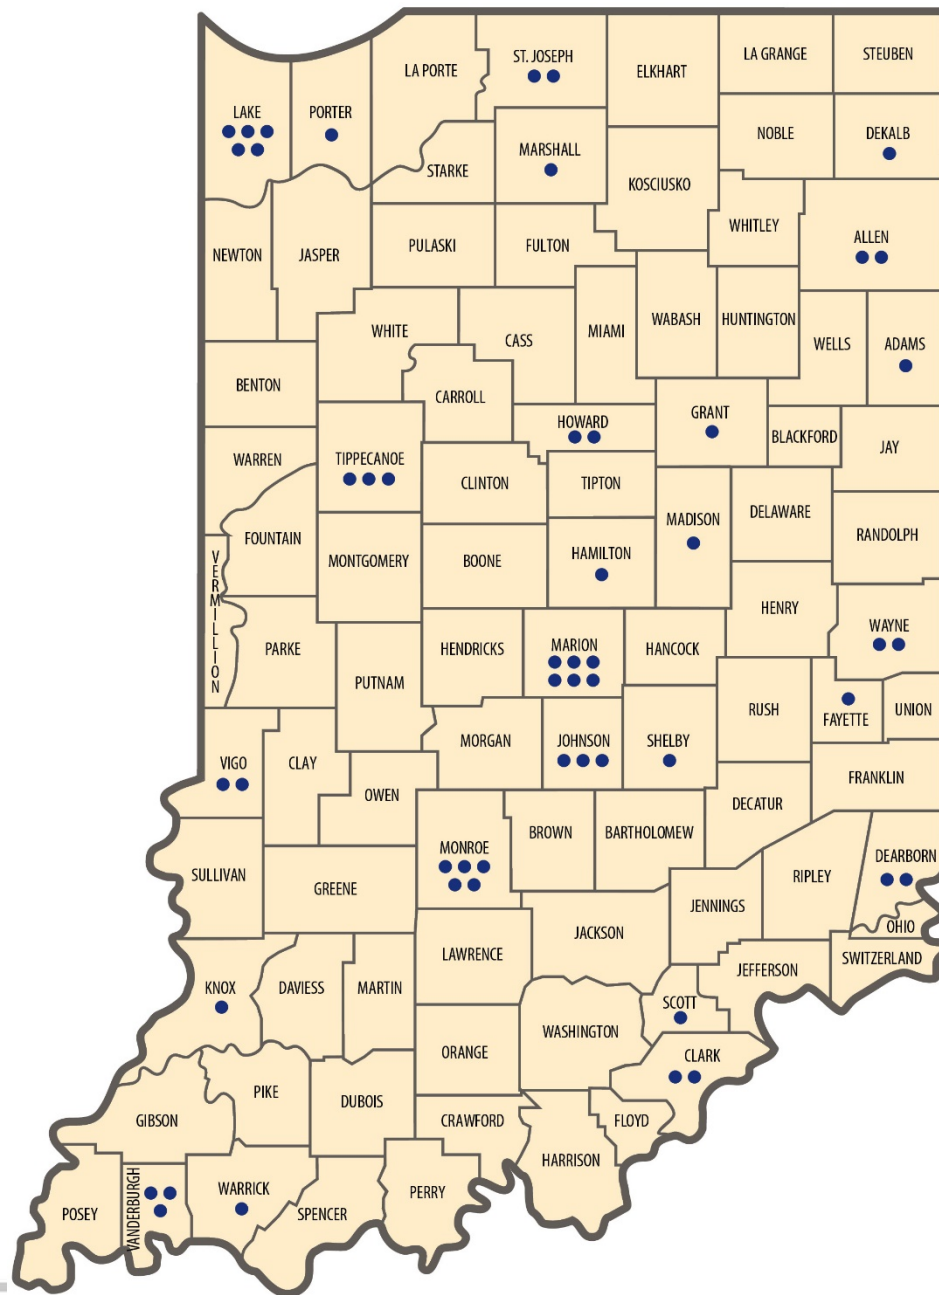 LA PORTE
ST. JOSEPH
ELKHART
LA GRANGE
STEUBEN
LAKE
PORTER
STARKE
MARSHALL
KOSCIUSKO
NOBLE
DEKALB
NEWTON
JASPER
PULASKI
FULTON
WHITLEY
ALLEN
WHITE
CASS
MIAMI
WABASH
HUNTINGTON
WELLS
ADAMS
BENTON
CARROLL
HOWARD
GRANT
BLACKFORD
JAY
WARREN
TIPPECANOE
CLINTON
TIPTON
MADISON
DELAWARE
RANDOLPH
FOUNTAIN
MONTGOMERY
BOONE
HAMILTON
VERMILLION
HENRY
WAYNE
PARKE
PUTNAM
HENDRICKS
MARION
HANCOCK
RUSH
FAYETTE
UNION
VIGO
CLAY
MORGAN
JOHNSON
SHELBY
FRANKLIN
OWEN
DECATUR
SULLIVAN
GREENE
MONROE
BROWN
BARTHOLOMEW
RIPLEY
DEARBORN
JENNINGS
OHIO
JACKSON
LAWRENCE
SWITZERLAND
JEFFERSON
KNOX
DAVIESS
MARTIN
SCOTT
WASHINGTON
ORANGE
CLARK
GIBSON
PIKE
DUBOIS
CRAWFORD
FLOYD
HARRISON
POSEY
VANDERBURGH
WARRICK
SPENCER
PERRY